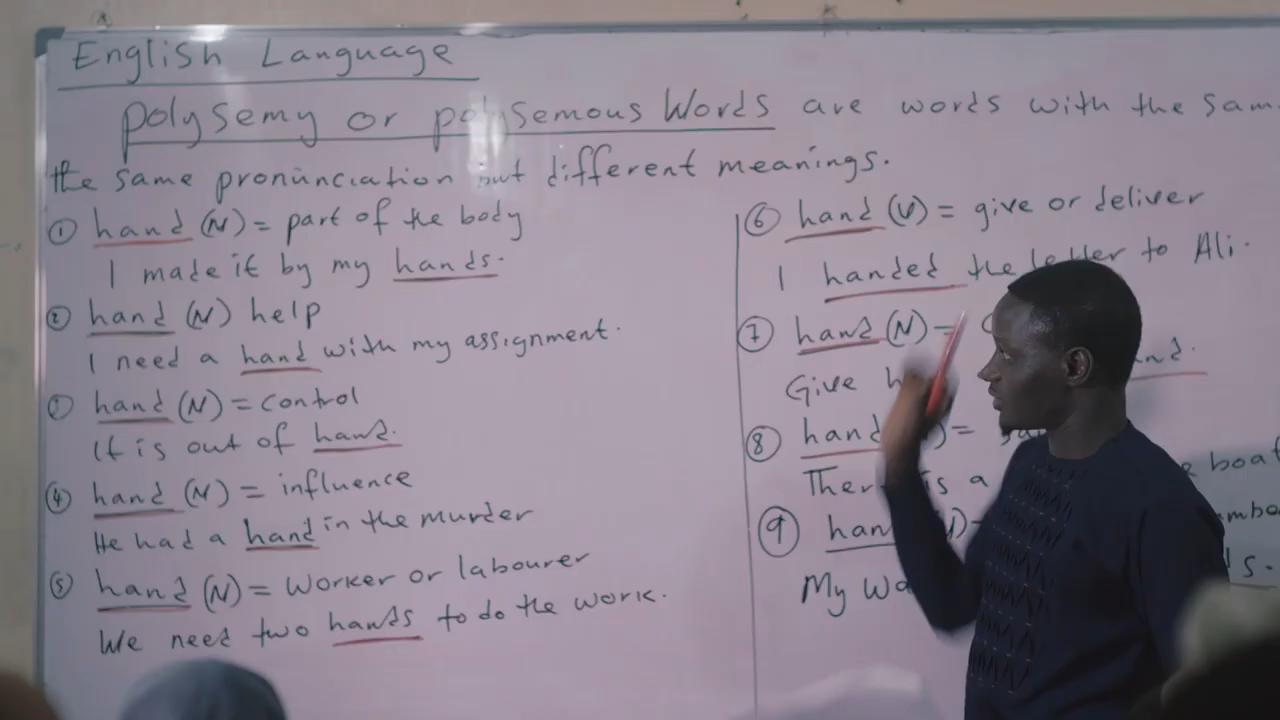 English Language
polysemy or polysemous Words are words with the Sam
the same pronunciation but different meanings.
① hand (N) = part of the body
I made it by my hands.
② hand (N) help
I need a hand with my assignment.
③ hand (N) = control
It is out of hand.
④ hand (N) = influence
He had a hand in the murder
⑤ hand (N) = Worker or labourer
We need two hands to do the work.
⑥ hand (V) = give or deliver
I handed the letter to Ali.
⑦ hand (N) =
Give
⑧ hand =
There is a boat
⑨ hand
My